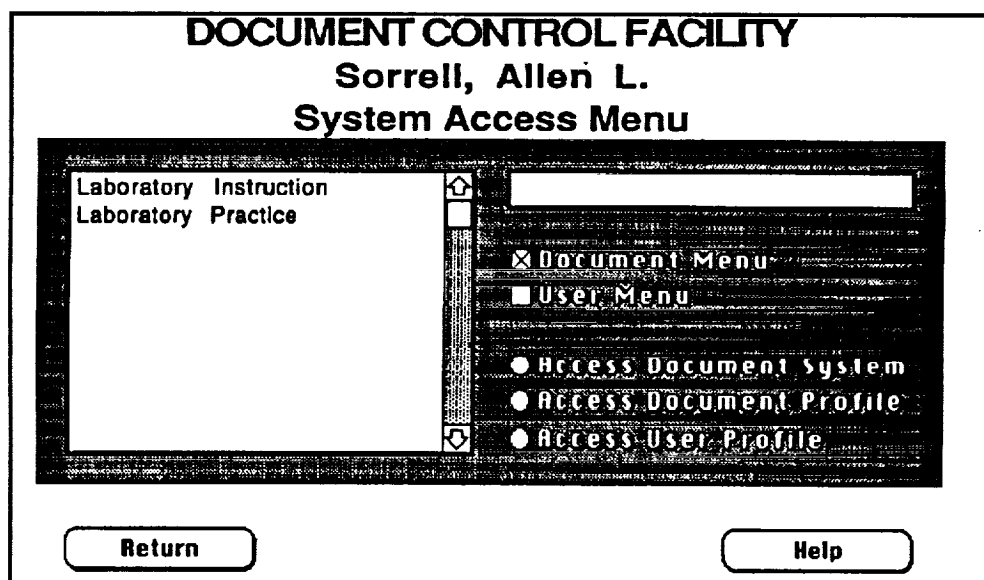 DOCUMENT CONTROL FACILITY
Sorrell, Allen L.
System Access Menu
Laboratory Instruction
Laboratory Practice
Document Menu
User Menu
Access Document System
Access Document Profile
Access User Profile
Return
Help